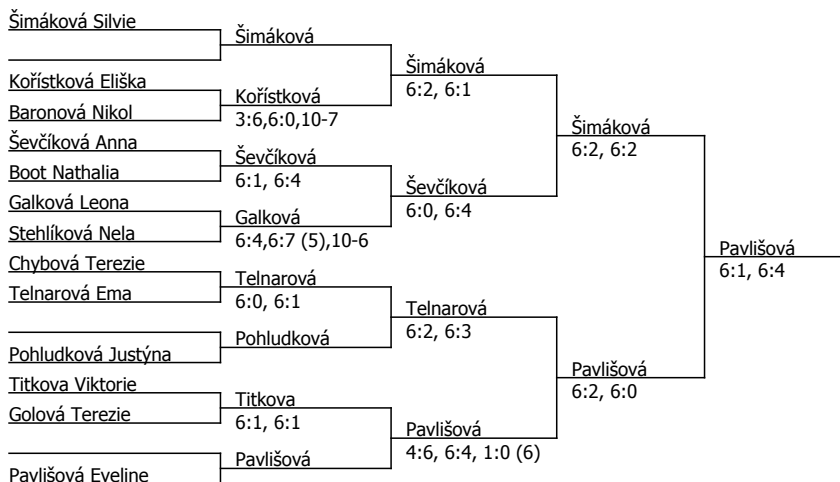 Šimáková Silvie
Kořístková Eliška
Baronová Nikol
Ševčíková Anna
Boot Nathalia
Galková Leona
Stehlíková Nela
Chybová Terezie
Telnarová Ema
Pohludková Justýna
Titkova Viktorie
Golová Terezie
Pavlišová Eveline
Šimáková
Kořístková
3:6,6:0,10-7
Ševčíková
6:1, 6:4
Galková
6:4,6:7 (5),10-6
Telnarová
6:0, 6:1
Pohludková
Titkova
6:1, 6:1
Pavlišová
Šimáková
6:2, 6:1
Ševčíková
6:0, 6:4
Telnarová
6:2, 6:3
Pavlišová
4:6, 6:4, 1:0 (6)
Šimáková
6:2, 6:2
Pavlišová
6:2, 6:0
Pavlišová
6:1, 6:4